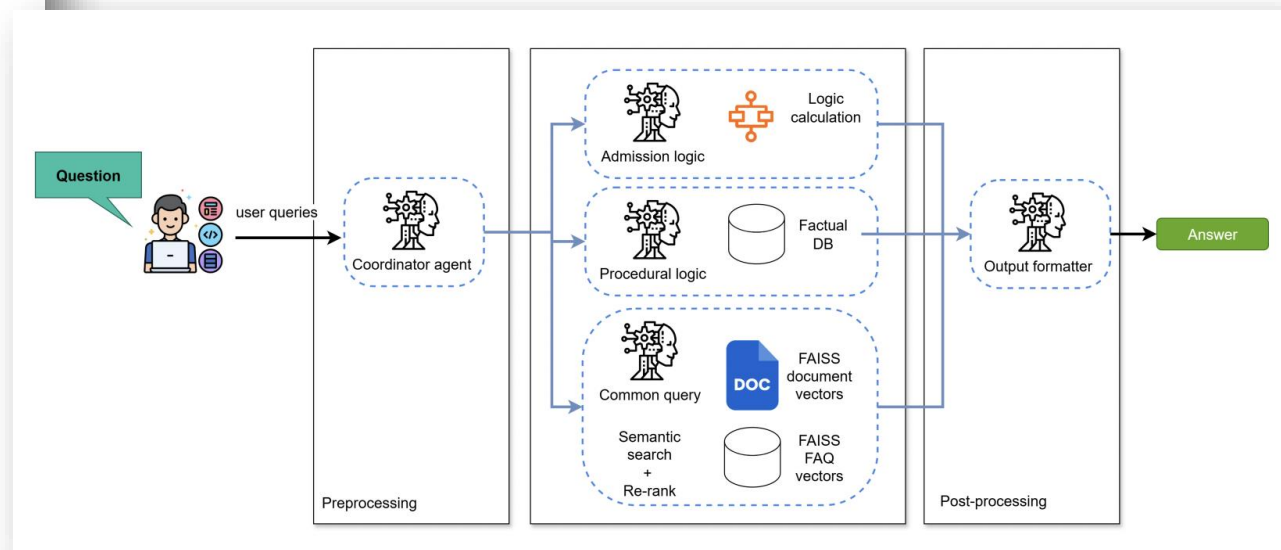 Question
user queries
Coordinator agent
Preprocessing
Admission logic
Logic
calculation
Procedural logic
Factual
DB
Common query
DOC
FAISS
document
vectors
Semantic
search
+
Re-rank
FAISS
FAQ
vectors
Output formatter
Post-processing
Answer